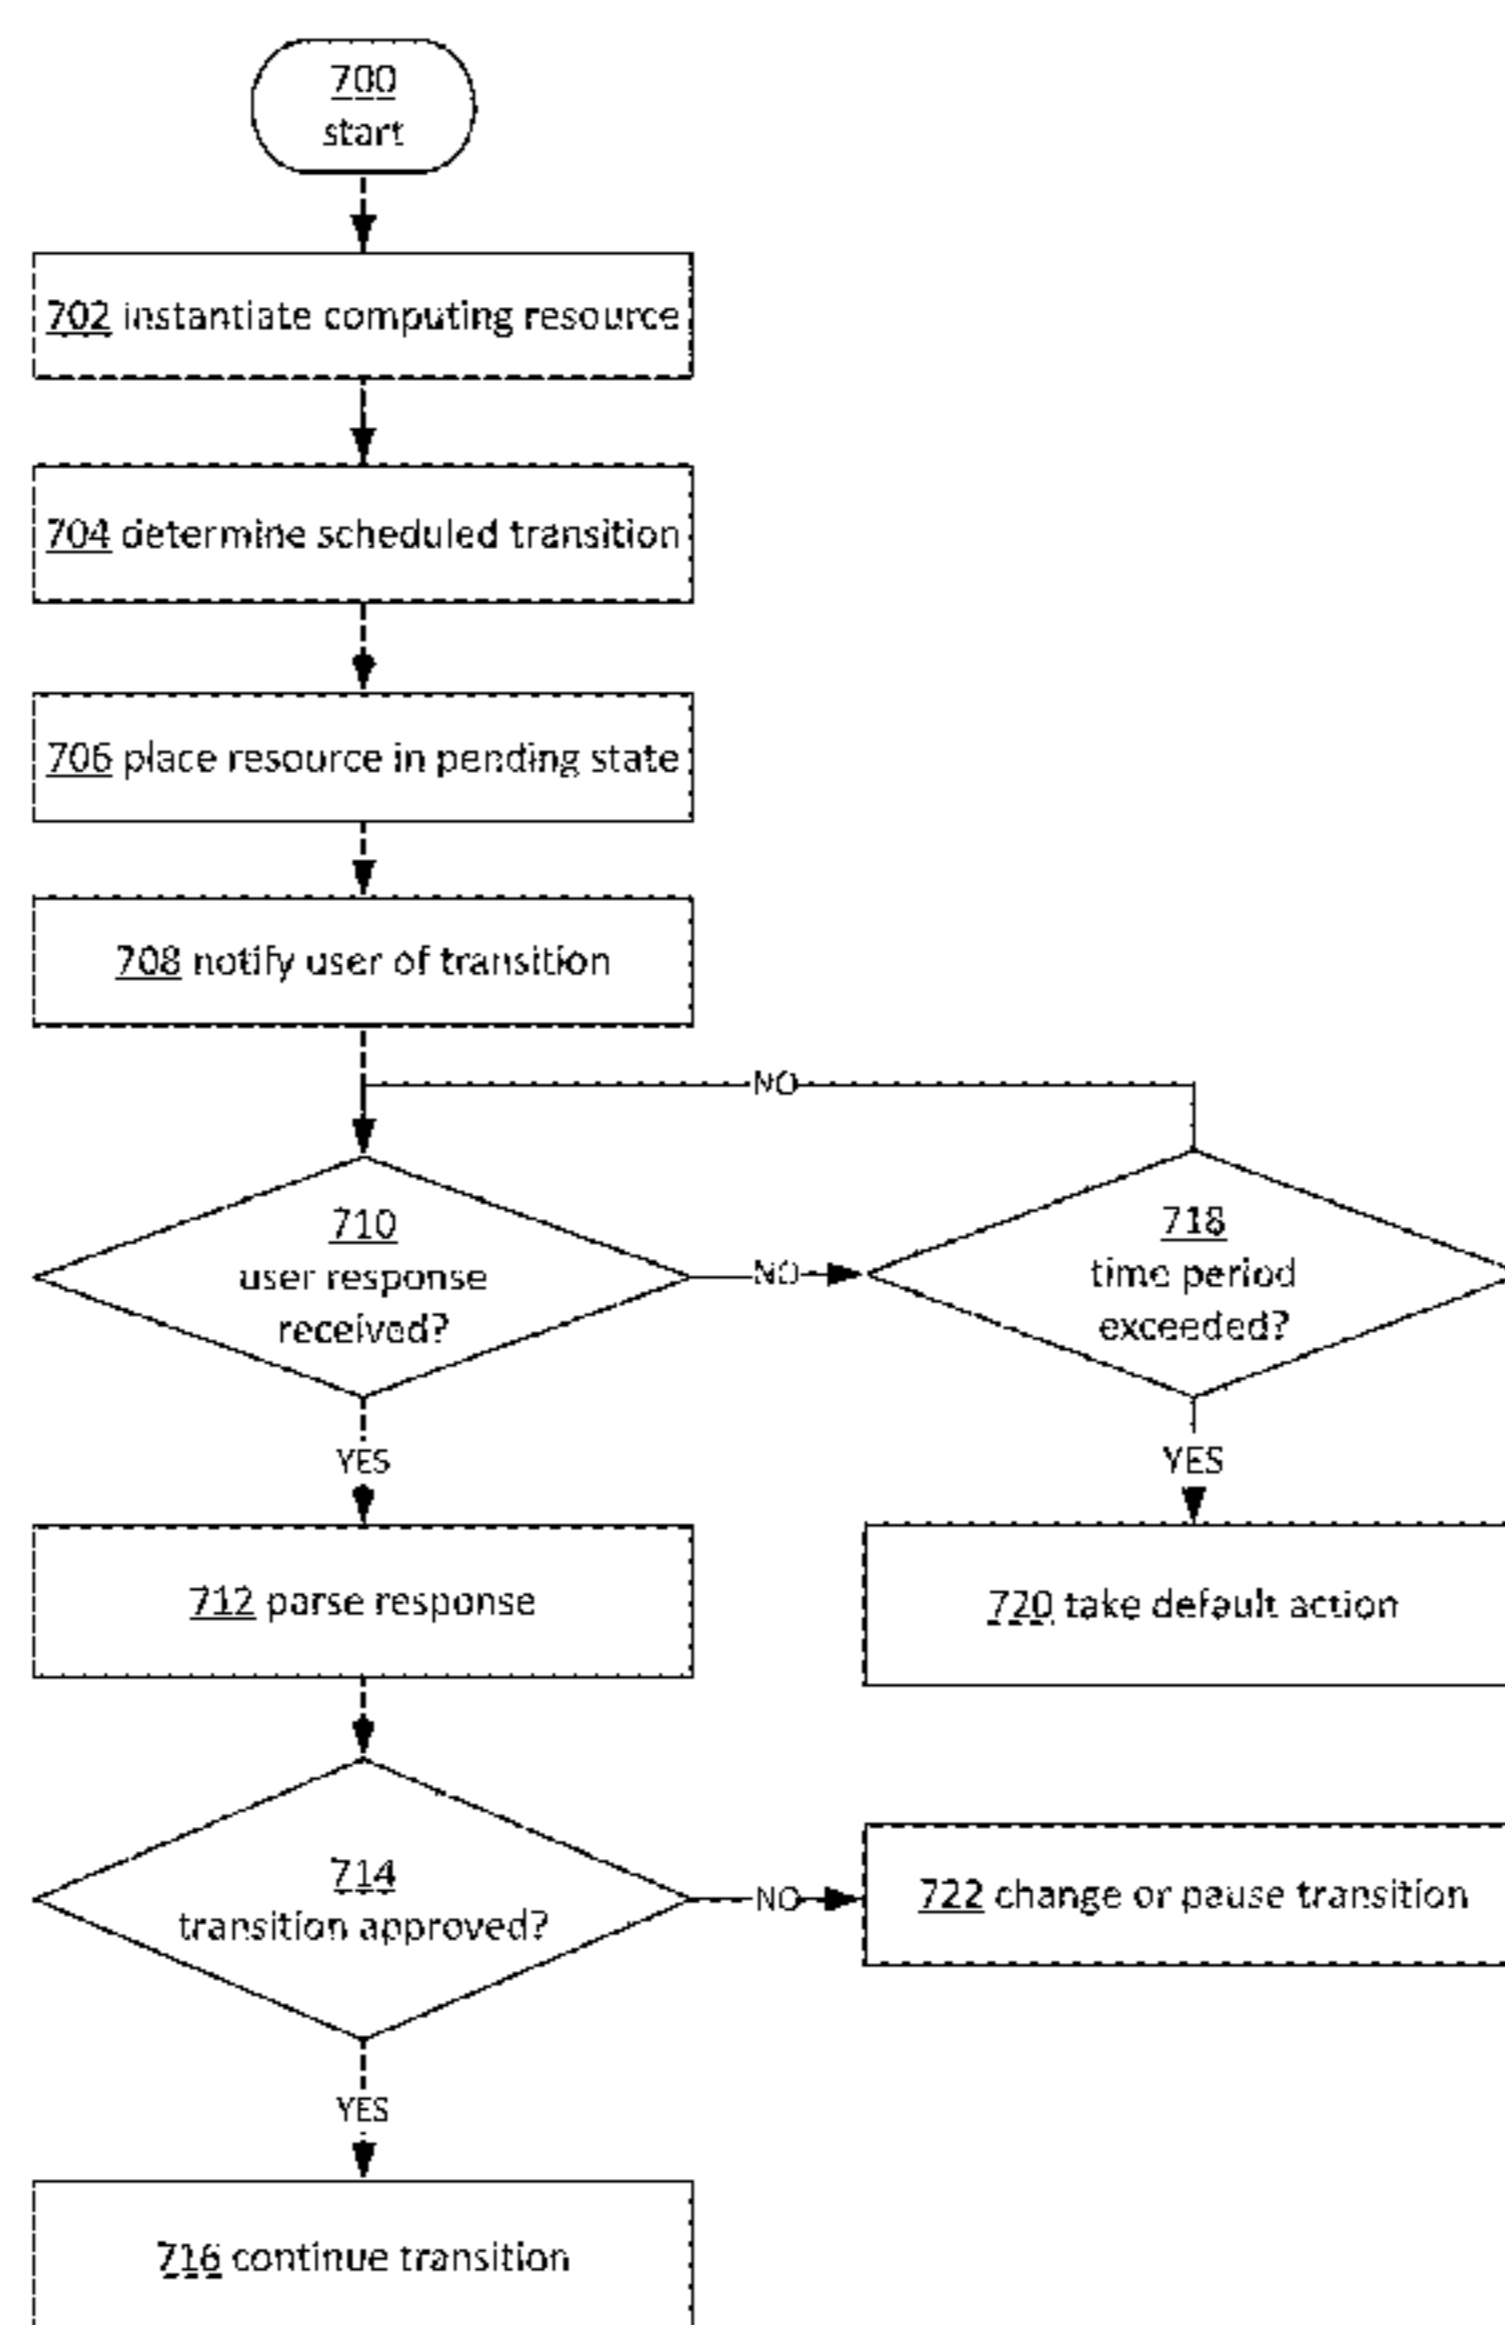 700
start
702 instantiate computing resource
704 determine scheduled transition
706 place resource in pending state
708 notify user of transition
NO
710
user response
received?
NO
718
time period
exceeded?
YES
YES
712 parse response
720 take default action
714
transition approved?
NO
722 change or pause transition
YES
716 continue transition